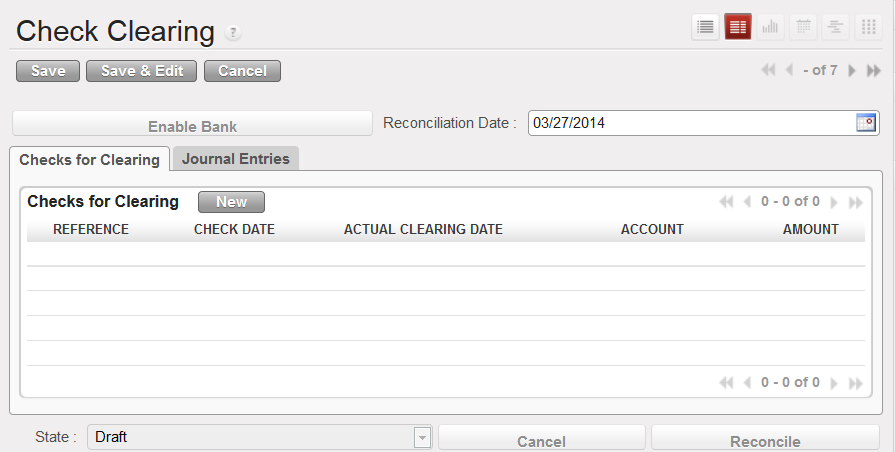 Check Clearing ?
Save Save & Edit Cancel - of 7
Enable Bank Reconciliation Date : 03/27/2014
Checks for Clearing Journal Entries
Checks for Clearing New 0 - 0 of 0
REFERENCE CHECK DATE ACTUAL CLEARING DATE ACCOUNT AMOUNT
0 - 0 of 0
State : Draft Cancel Reconcile